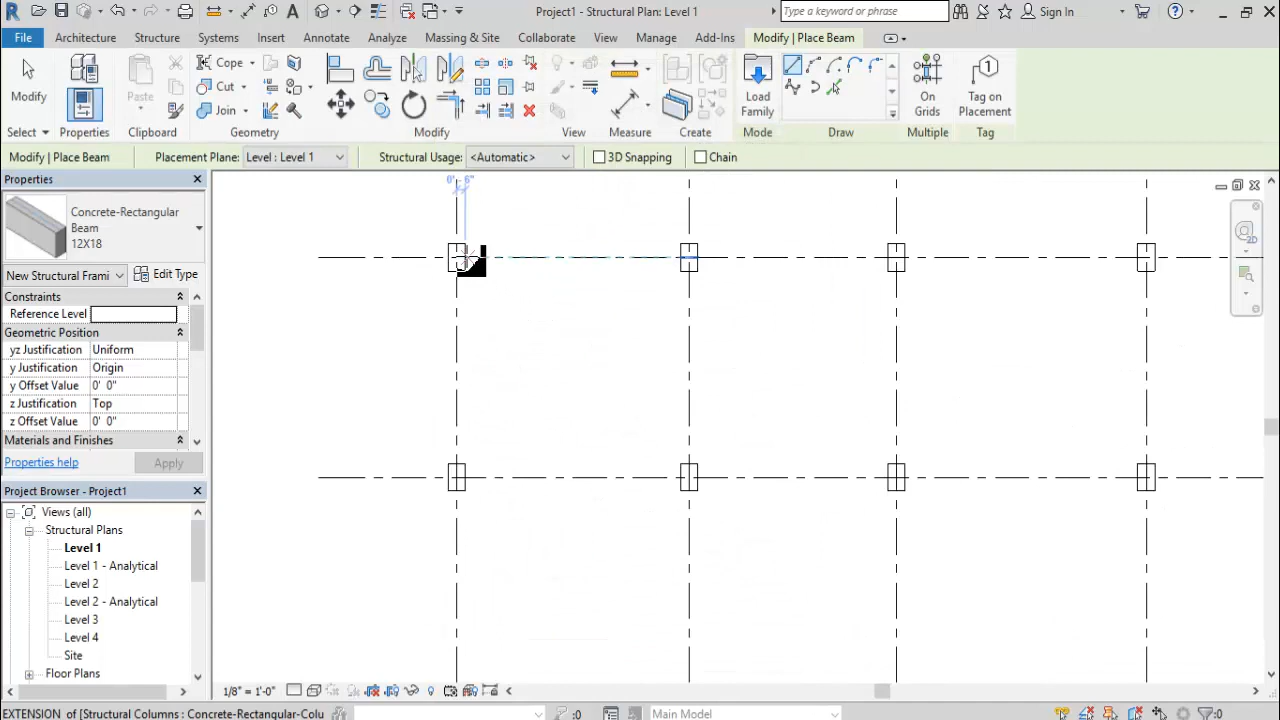 Project1 - Structural Plan: Level 1
Type a keyword or phrase
Sign In
File Architecture Structure Systems Insert Annotate Analyze Massing & Site Collaborate View Manage Add-Ins Modify | Place Beam
Modify
Paste
Cope
Cut
Join
Load Family
On Grids
Tag on Placement
Select Properties Clipboard Geometry Modify View Measure Create Mode Draw Multiple Tag
Modify | Place Beam Placement Plane: Level : Level 1 Structural Usage: <Automatic> 3D Snapping Chain
Properties
Concrete-Rectangular Beam
12X18
New Structural Frami Edit Type
Constraints
Reference Level
Geometric Position
yz Justification Uniform
y Justification Origin
y Offset Value 0' 0"
z Justification Top
z Offset Value 0' 0"
Materials and Finishes
Properties help Apply
Project Browser - Project1
Views (all)
Structural Plans
Level 1
Level 1 - Analytical
Level 2
Level 2 - Analytical
Level 3
Level 4
Site
Floor Plans
1/8" = 1'-0"
EXTENSION of [Structural Columns : Concrete-Rectangular-Colu :0 Main Model :0